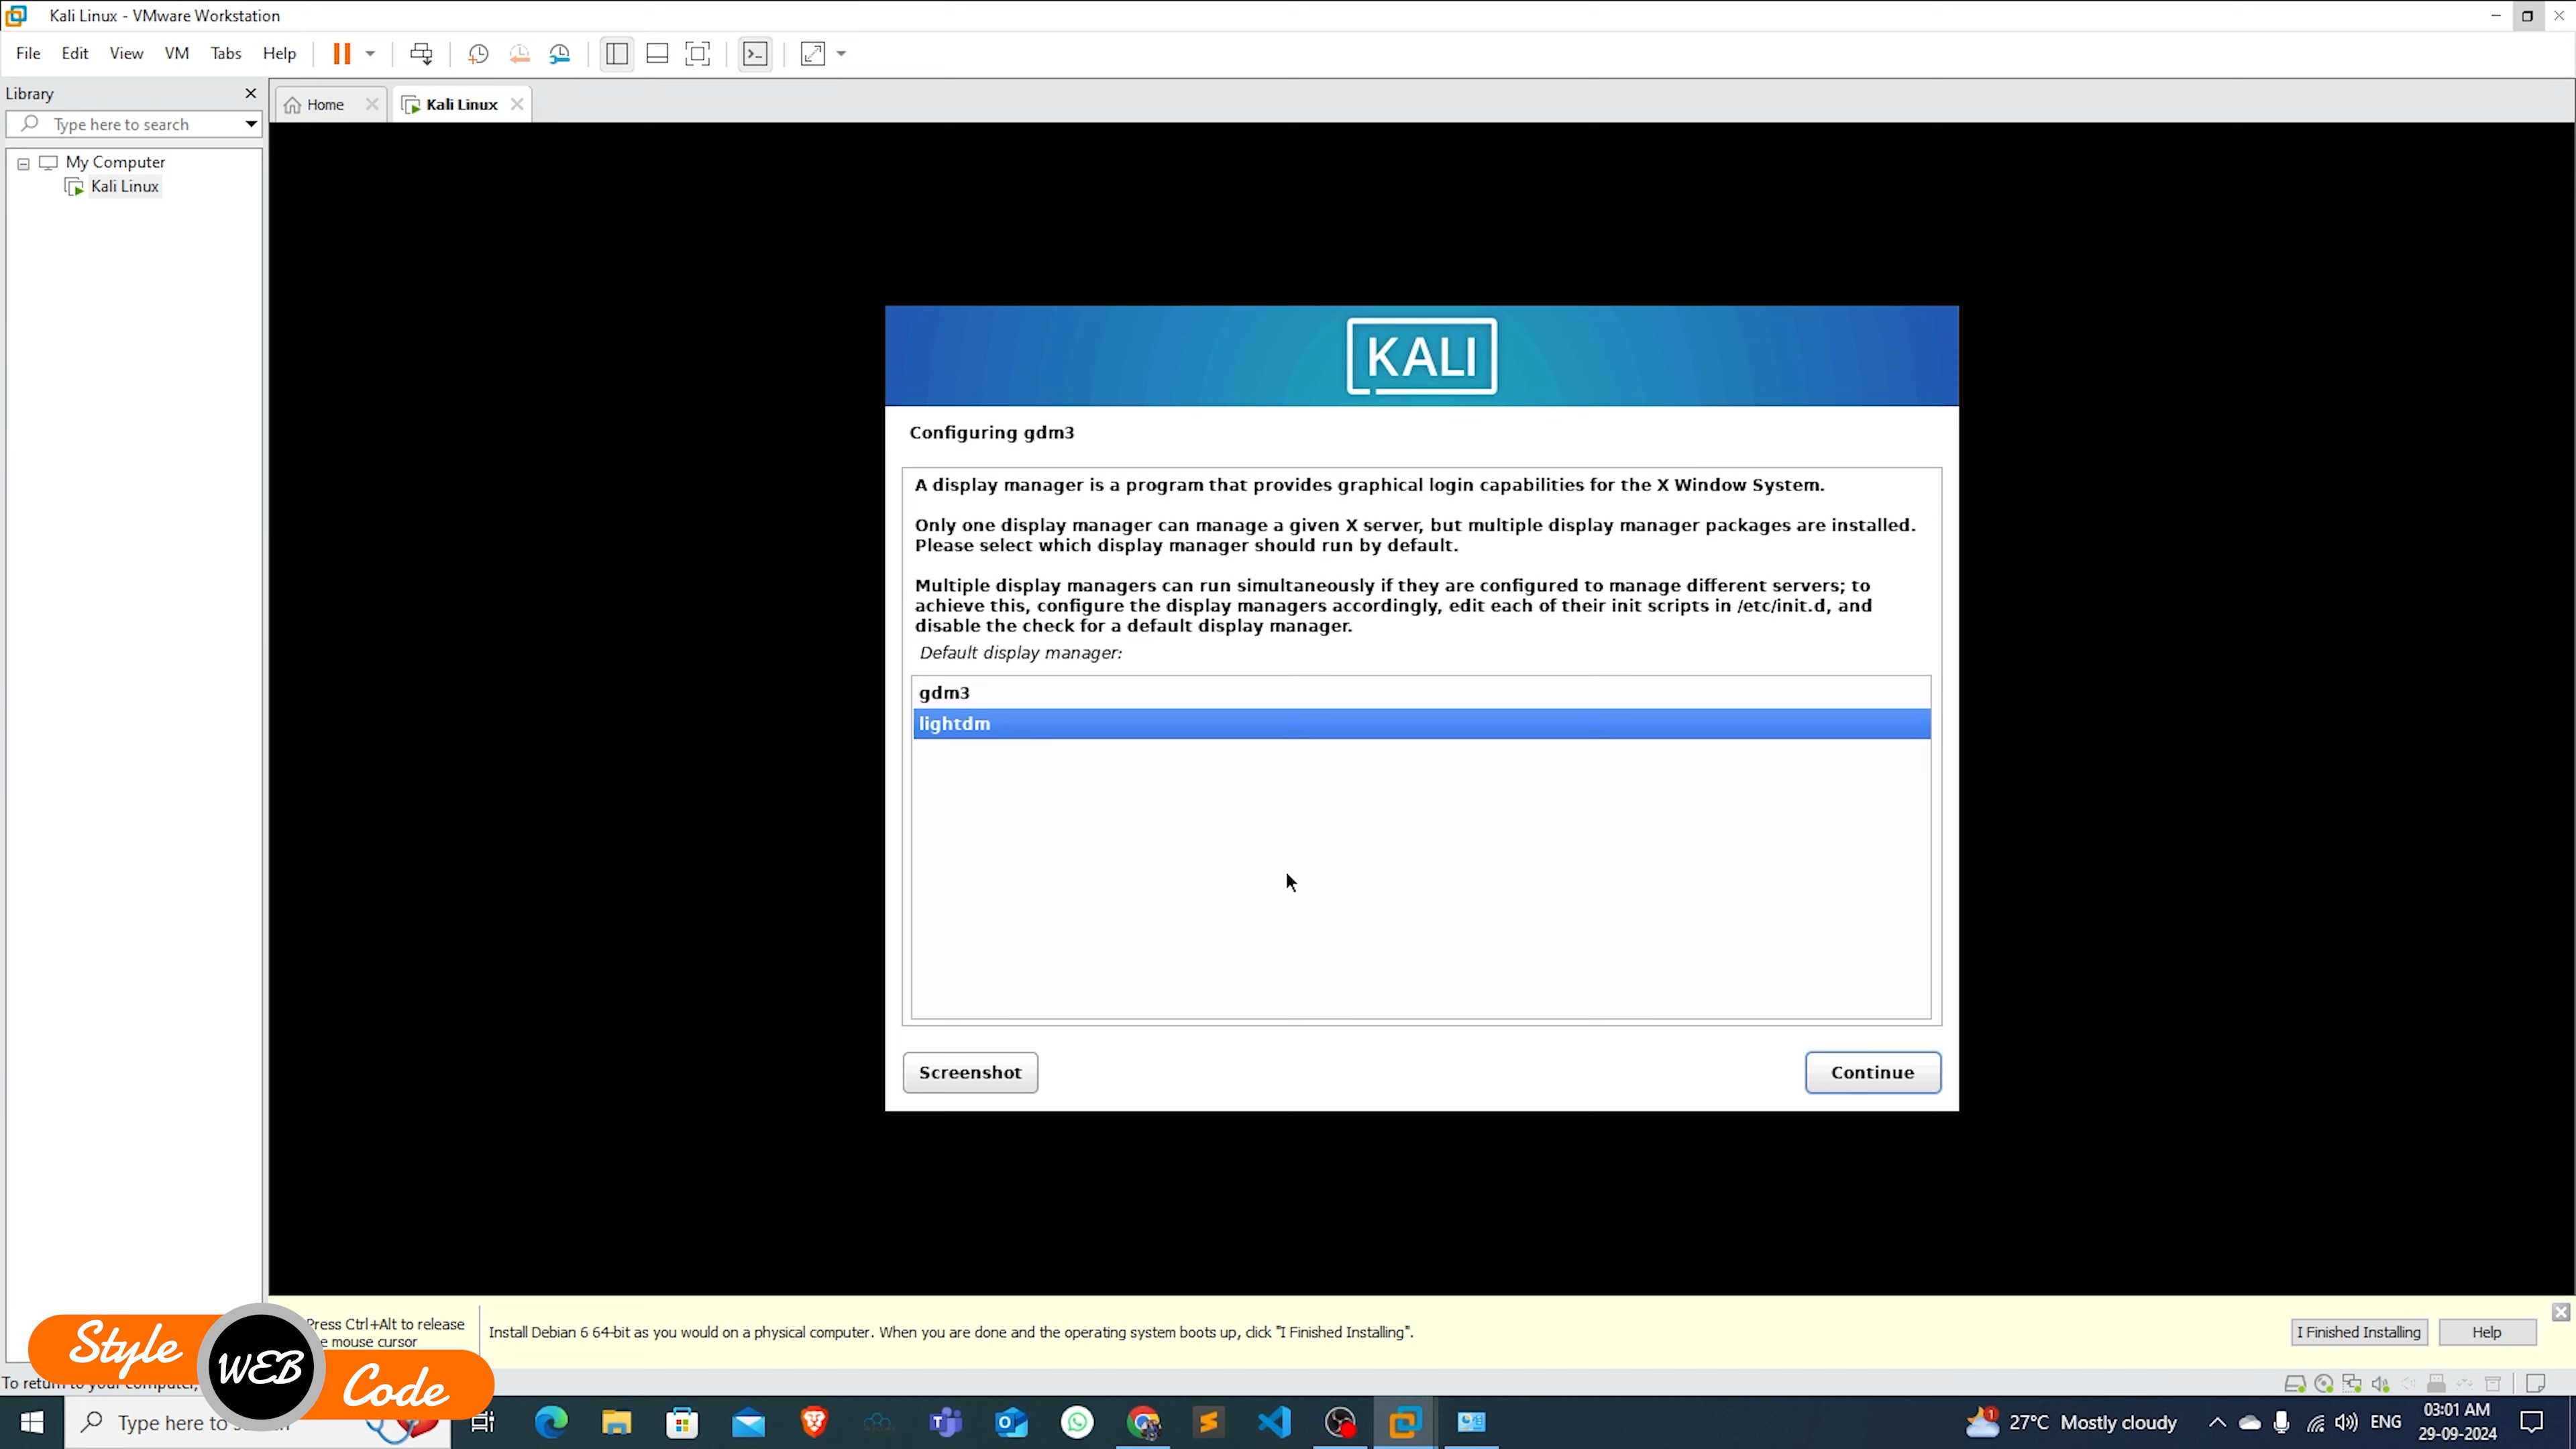 Kali Linux - VMware Workstation
File Edit View VM Tabs Help
Library
Home
Kali Linux
Type here to search
My Computer
Kali Linux
KALI
Configuring gdm3
A display manager is a program that provides graphical login capabilities for the X Window System.
Only one display manager can manage a given X server, but multiple display manager packages are installed.
Please select which display manager should run by default.
Multiple display managers can run simultaneously if they are configured to manage different servers; to
achieve this, configure the display managers accordingly, edit each of their init scripts in /etc/init.d, and
disable the check for a default display manager.
Default display manager:
gdm3
lightdm
Screenshot
Continue
Press Ctrl+Alt to release
mouse cursor
Install Debian 6 64-bit as you would on a physical computer. When you are done and the operating system boots up, click "I Finished Installing".
I Finished Installing
Help
Style
WEB
Code
To return to your computer,
Type here to
27°C Mostly cloudy
ENG
03:01 AM
29-09-2024